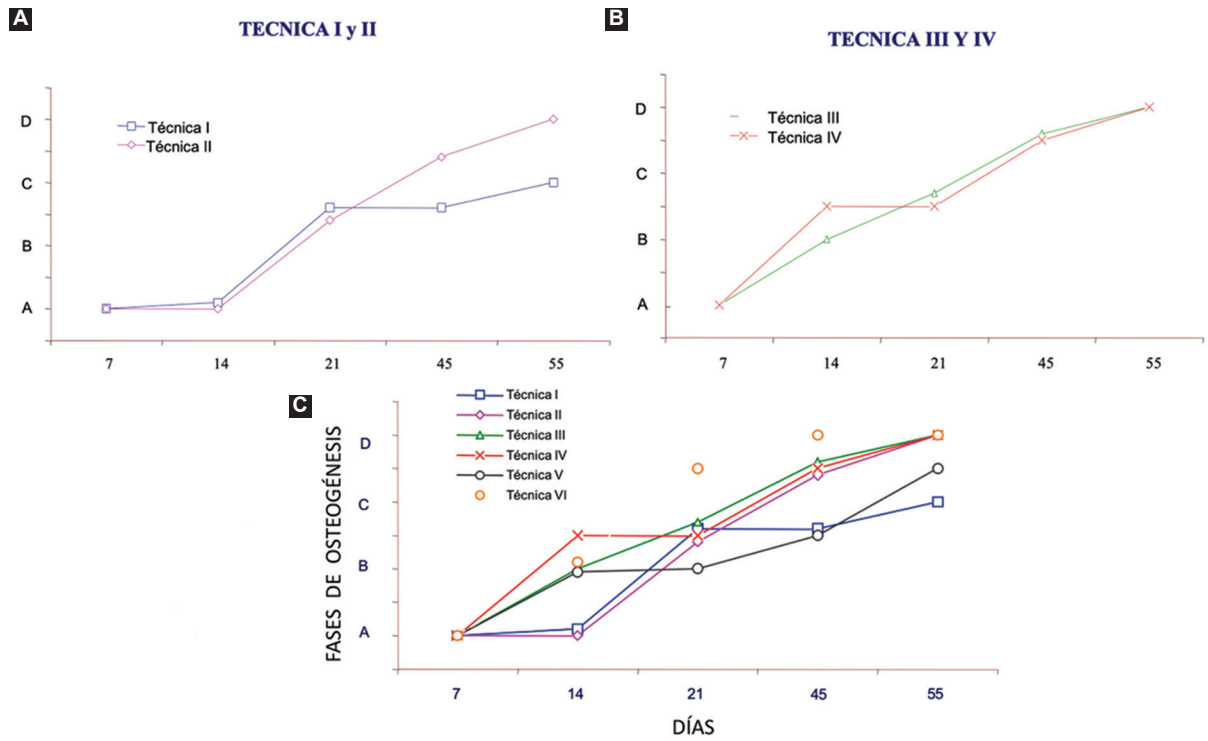 A
TECNICA I y II
D
C
B
A
Técnica I
Técnica II
7 14 21 45 55
B
TECNICA III Y IV
D
C
B
A
Técnica III
Técnica IV
7 14 21 45 55
C
FASES DE OSTEOGÉNESIS
D
C
B
A
Técnica I
Técnica II
Técnica III
Técnica IV
Técnica V
Técnica VI
7 14 21 45 55
DÍAS